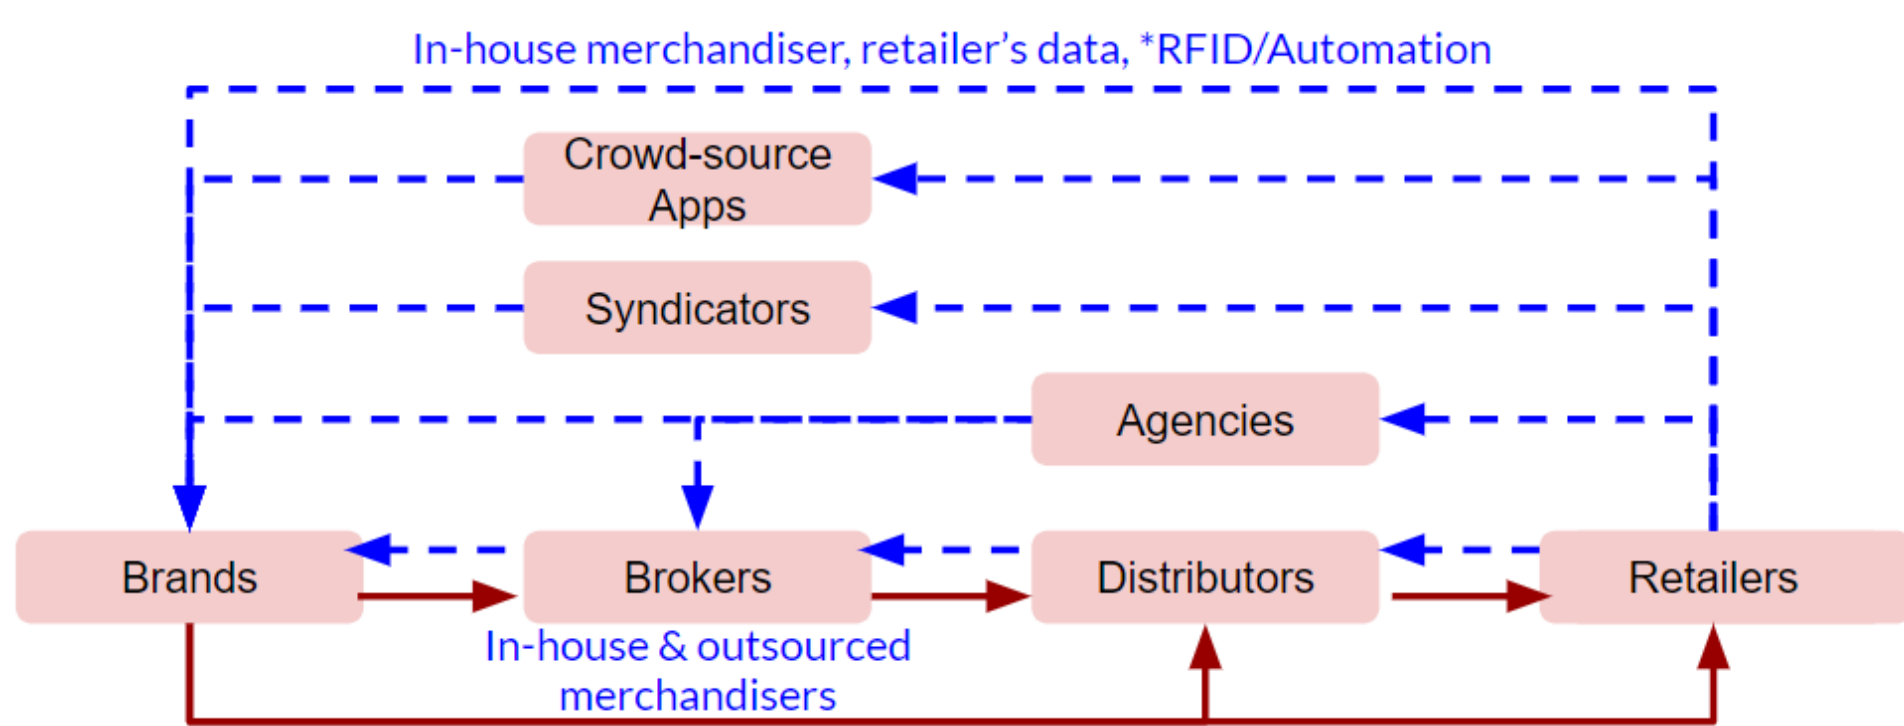 In-house merchandiser, retailer’s data, *RFID/Automation
Crowd-source
Apps
Syndicators
Agencies
Brands
Brokers
Distributors
Retailers
In-house & outsourced
merchandisers